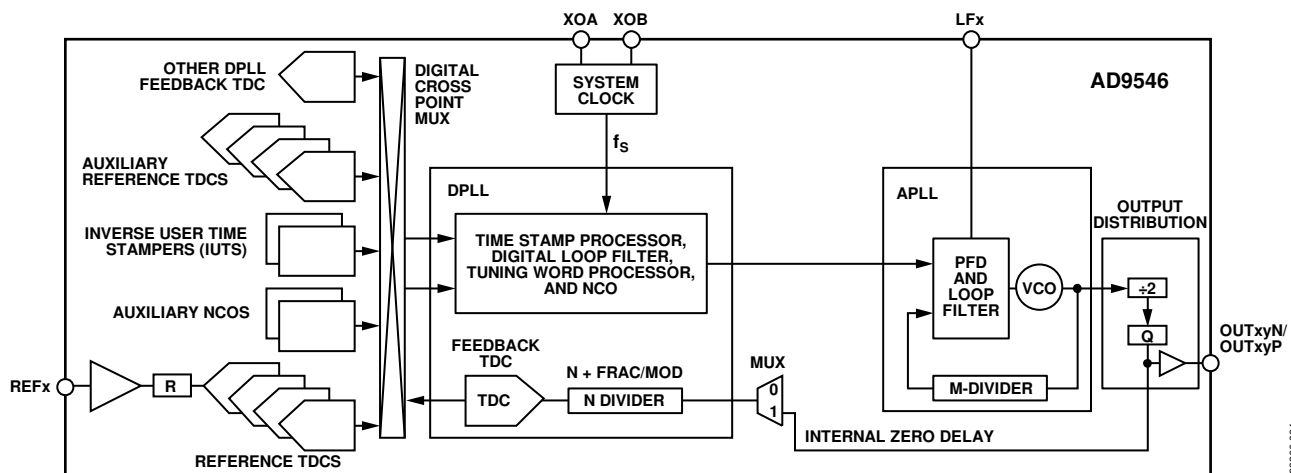 XOA
XOB
LFx
AD9546
OTHER DPLL
FEEDBACK TDC
DIGITAL
CROSS
POINT
MUX
SYSTEM
CLOCK
fS
AUXILIARY
REFERENCE TDCS
DPLL
APLL
OUTPUT
DISTRIBUTION
INVERSE USER TIME
STAMPERS (IUTS)
TIME STAMP PROCESSOR,
DIGITAL LOOP FILTER,
TUNING WORD PROCESSOR,
AND NCO
PFD
AND
LOOP
FILTER
VCO
÷2
Q
OUTxyN/
OUTxyP
AUXILIARY NCOS
FEEDBACK
TDC
TDC
N + FRAC/MOD
N DIVIDER
MUX
0
1
M-DIVIDER
REFx
R
REFERENCE TDCS
INTERNAL ZERO DELAY